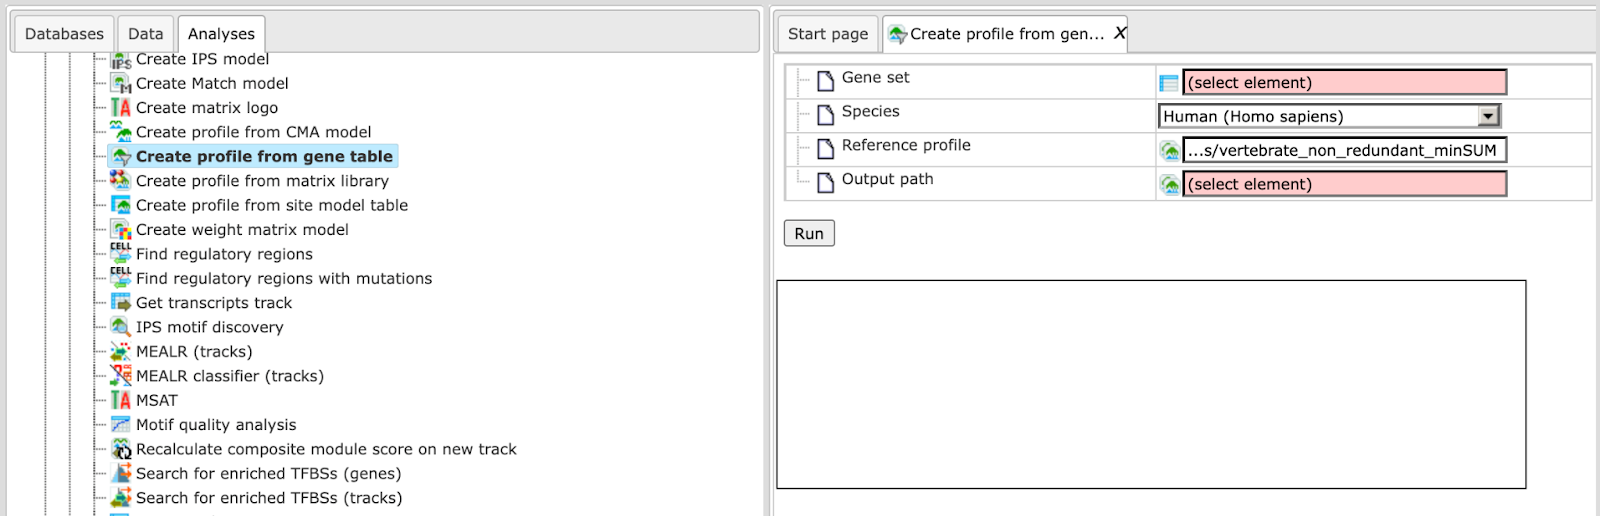 Databases
Data
Analyses
Create IPS model
Create Match model
Create matrix logo
Create profile from CMA model
Create profile from gene table
Create profile from matrix library
Create profile from site model table
Create weight matrix model
Find regulatory regions
Find regulatory regions with mutations
Get transcripts track
IPS motif discovery
MEALR (tracks)
MEALR classifier (tracks)
MSAT
Motif quality analysis
Recalculate composite module score on new track
Search for enriched TFBSs (genes)
Search for enriched TFBSs (tracks)
Start page
Create profile from gen... X
Gene set
(select element)
Species
Human (Homo sapiens)
Reference profile
...s/vertebrate_non_redundant_minSUM
Output path
(select element)
Run